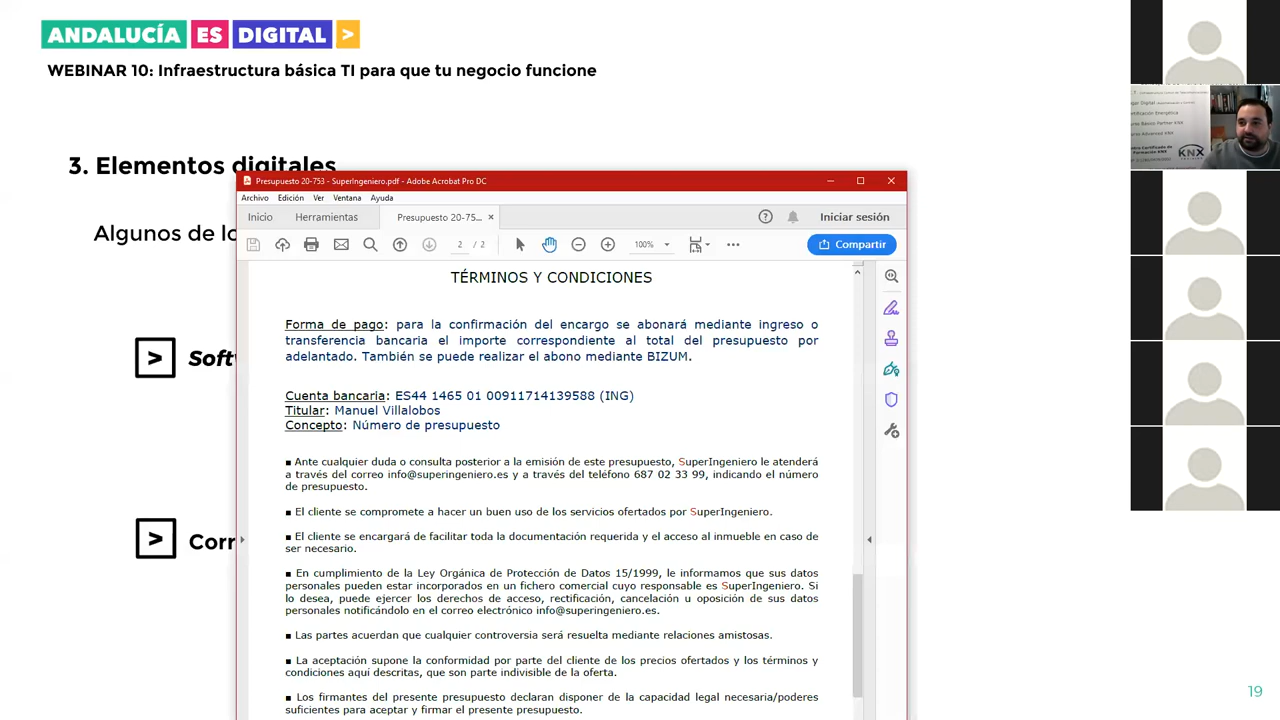 ANDALUCÍA ES DIGITAL >
WEBINAR 10: Infraestructura básica TI para que tu negocio funcione
3. Elementos digitales
Algunos de lo
> Softw
> Corr
Presupuesto 20-753 - SuperIngeniero.pdf - Adobe Acrobat Pro DC
Archivo Edición Ver Ventana Ayuda
Inicio Herramientas Presupuesto 20-75... × Iniciar sesión
2 / 2 100% Compartir
TÉRMINOS Y CONDICIONES
Forma de pago: para la confirmación del encargo se abonará mediante ingreso o
transferencia bancaria el importe correspondiente al total del presupuesto por
adelantado. También se puede realizar el abono mediante BIZUM.
Cuenta bancaria: ES44 1465 01 00911714139588 (ING)
Titular: Manuel Villalobos
Concepto: Número de presupuesto
■ Ante cualquier duda o consulta posterior a la emisión de este presupuesto, SuperIngeniero le atenderá
a través del correo info@superingeniero.es y a través del teléfono 687 02 33 99, indicando el número
de presupuesto.
■ El cliente se compromete a hacer un buen uso de los servicios ofertados por SuperIngeniero.
■ El cliente se encargará de facilitar toda la documentación requerida y el acceso al inmueble en caso de
ser necesario.
■ En cumplimiento de la Ley Orgánica de Protección de Datos 15/1999, le informamos que sus datos
personales pueden estar incorporados en un fichero comercial cuyo responsable es SuperIngeniero. Si
lo desea, puede ejercer los derechos de acceso, rectificación, cancelación u oposición de sus datos
personales notificándolo en el correo electrónico info@superingeniero.es.
■ Las partes acuerdan que cualquier controversia será resuelta mediante relaciones amistosas.
■ La aceptación supone la conformidad por parte del cliente de los precios ofertados y los términos y
condiciones aquí descritas, que son parte indivisible de la oferta.
■ Los firmantes del presente presupuesto declaran disponer de la capacidad legal necesaria/poderes
suficientes para aceptar y firmar el presente presupuesto.
Certificación Energética
KNX
19